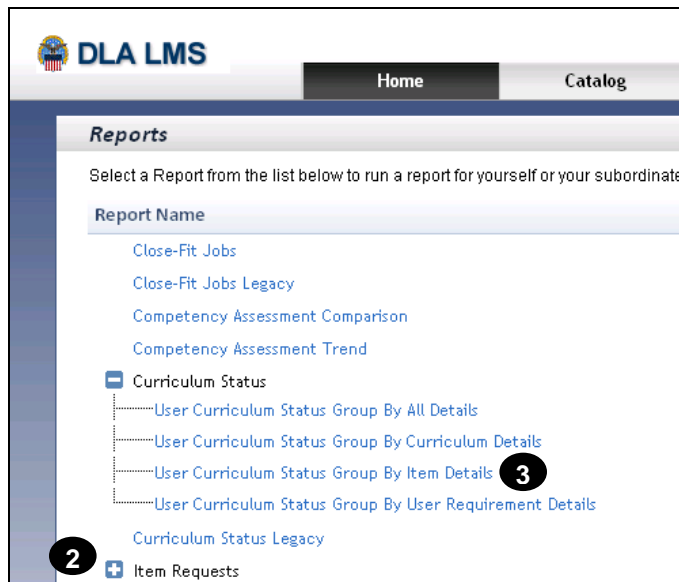 DLA LMS
Home Catalog
Reports
Select a Report from the list below to run a report for yourself or your subordinate
Report Name
Close-Fit Jobs
Close-Fit Jobs Legacy
Competency Assessment Comparison
Competency Assessment Trend
Curriculum Status
User Curriculum Status Group By All Details
User Curriculum Status Group By Curriculum Details
User Curriculum Status Group By Item Details 3
User Curriculum Status Group By User Requirement Details
Curriculum Status Legacy
2 Item Requests